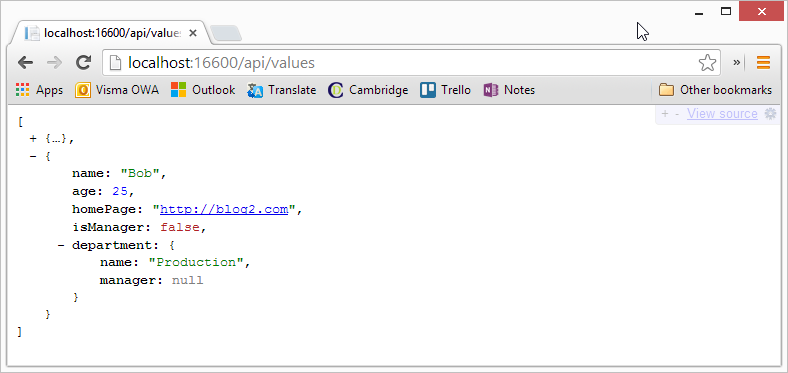 localhost:16600/api/values
localhost:16600/api/values
»
Apps Visma OWA Outlook Translate Cambridge Trello Notes » Other bookmarks
+ - View source
[
+ {…},
- {
name: "Bob",
age: 25,
homePage: "http://blog2.com",
isManager: false,
- department: {
name: "Production",
manager: null
}
}
]